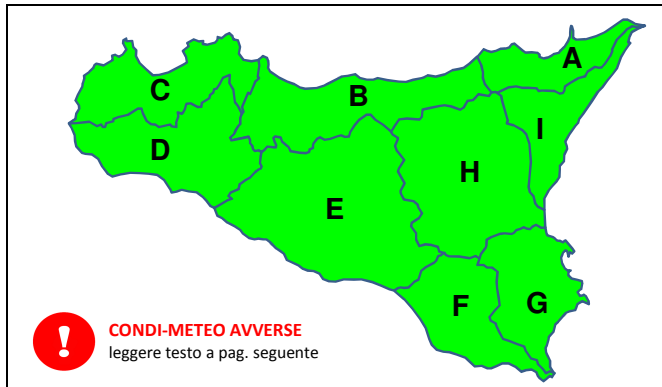 A
B
C
I
D
H
E
F
G
!
CONDI-METEO AVVERSE
leggere testo a pag. seguente